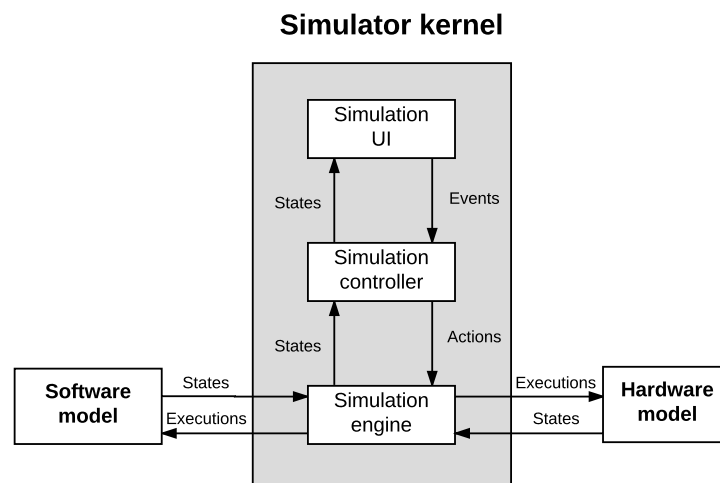 Simulator kernel
Simulation
UI
States
Events
Simulation
controller
States
Actions
Software
model
States
Executions
Simulation
engine
Executions
States
Hardware
model